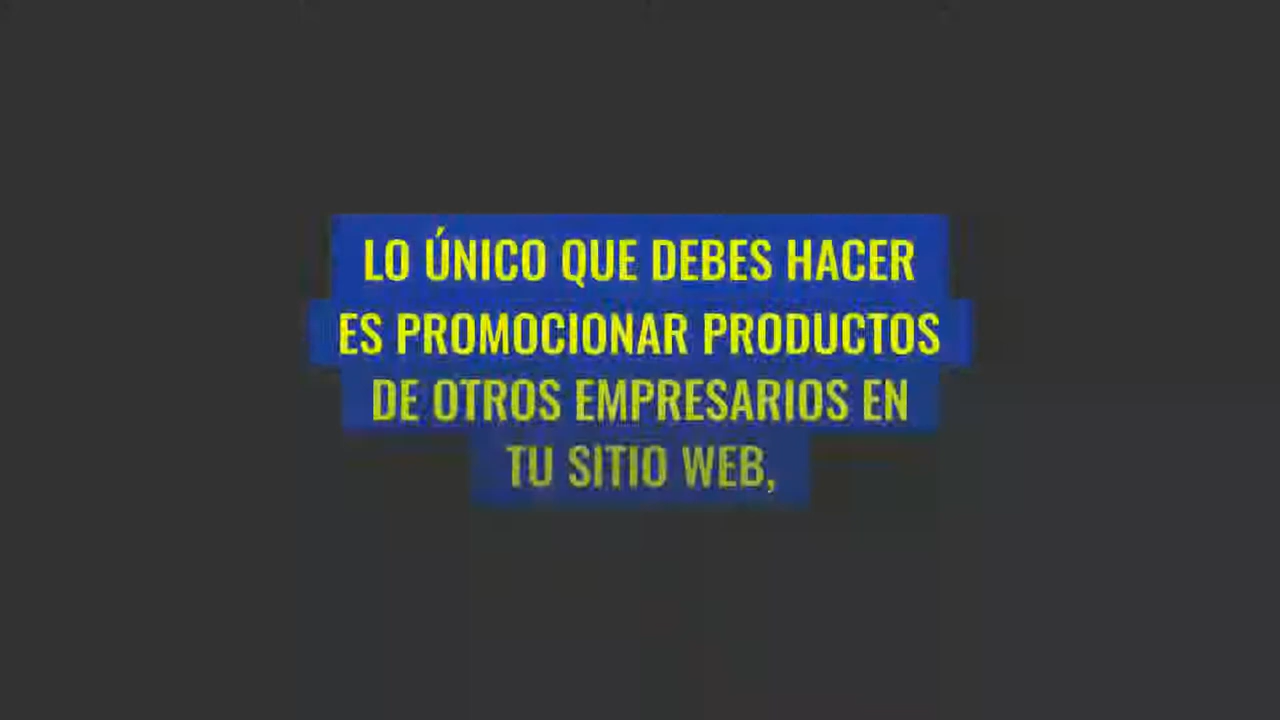 LO ÚNICO QUE DEBES HACER
ES PROMOCIONAR PRODUCTOS
DE OTROS EMPRESARIOS EN
TU SITIO WEB,